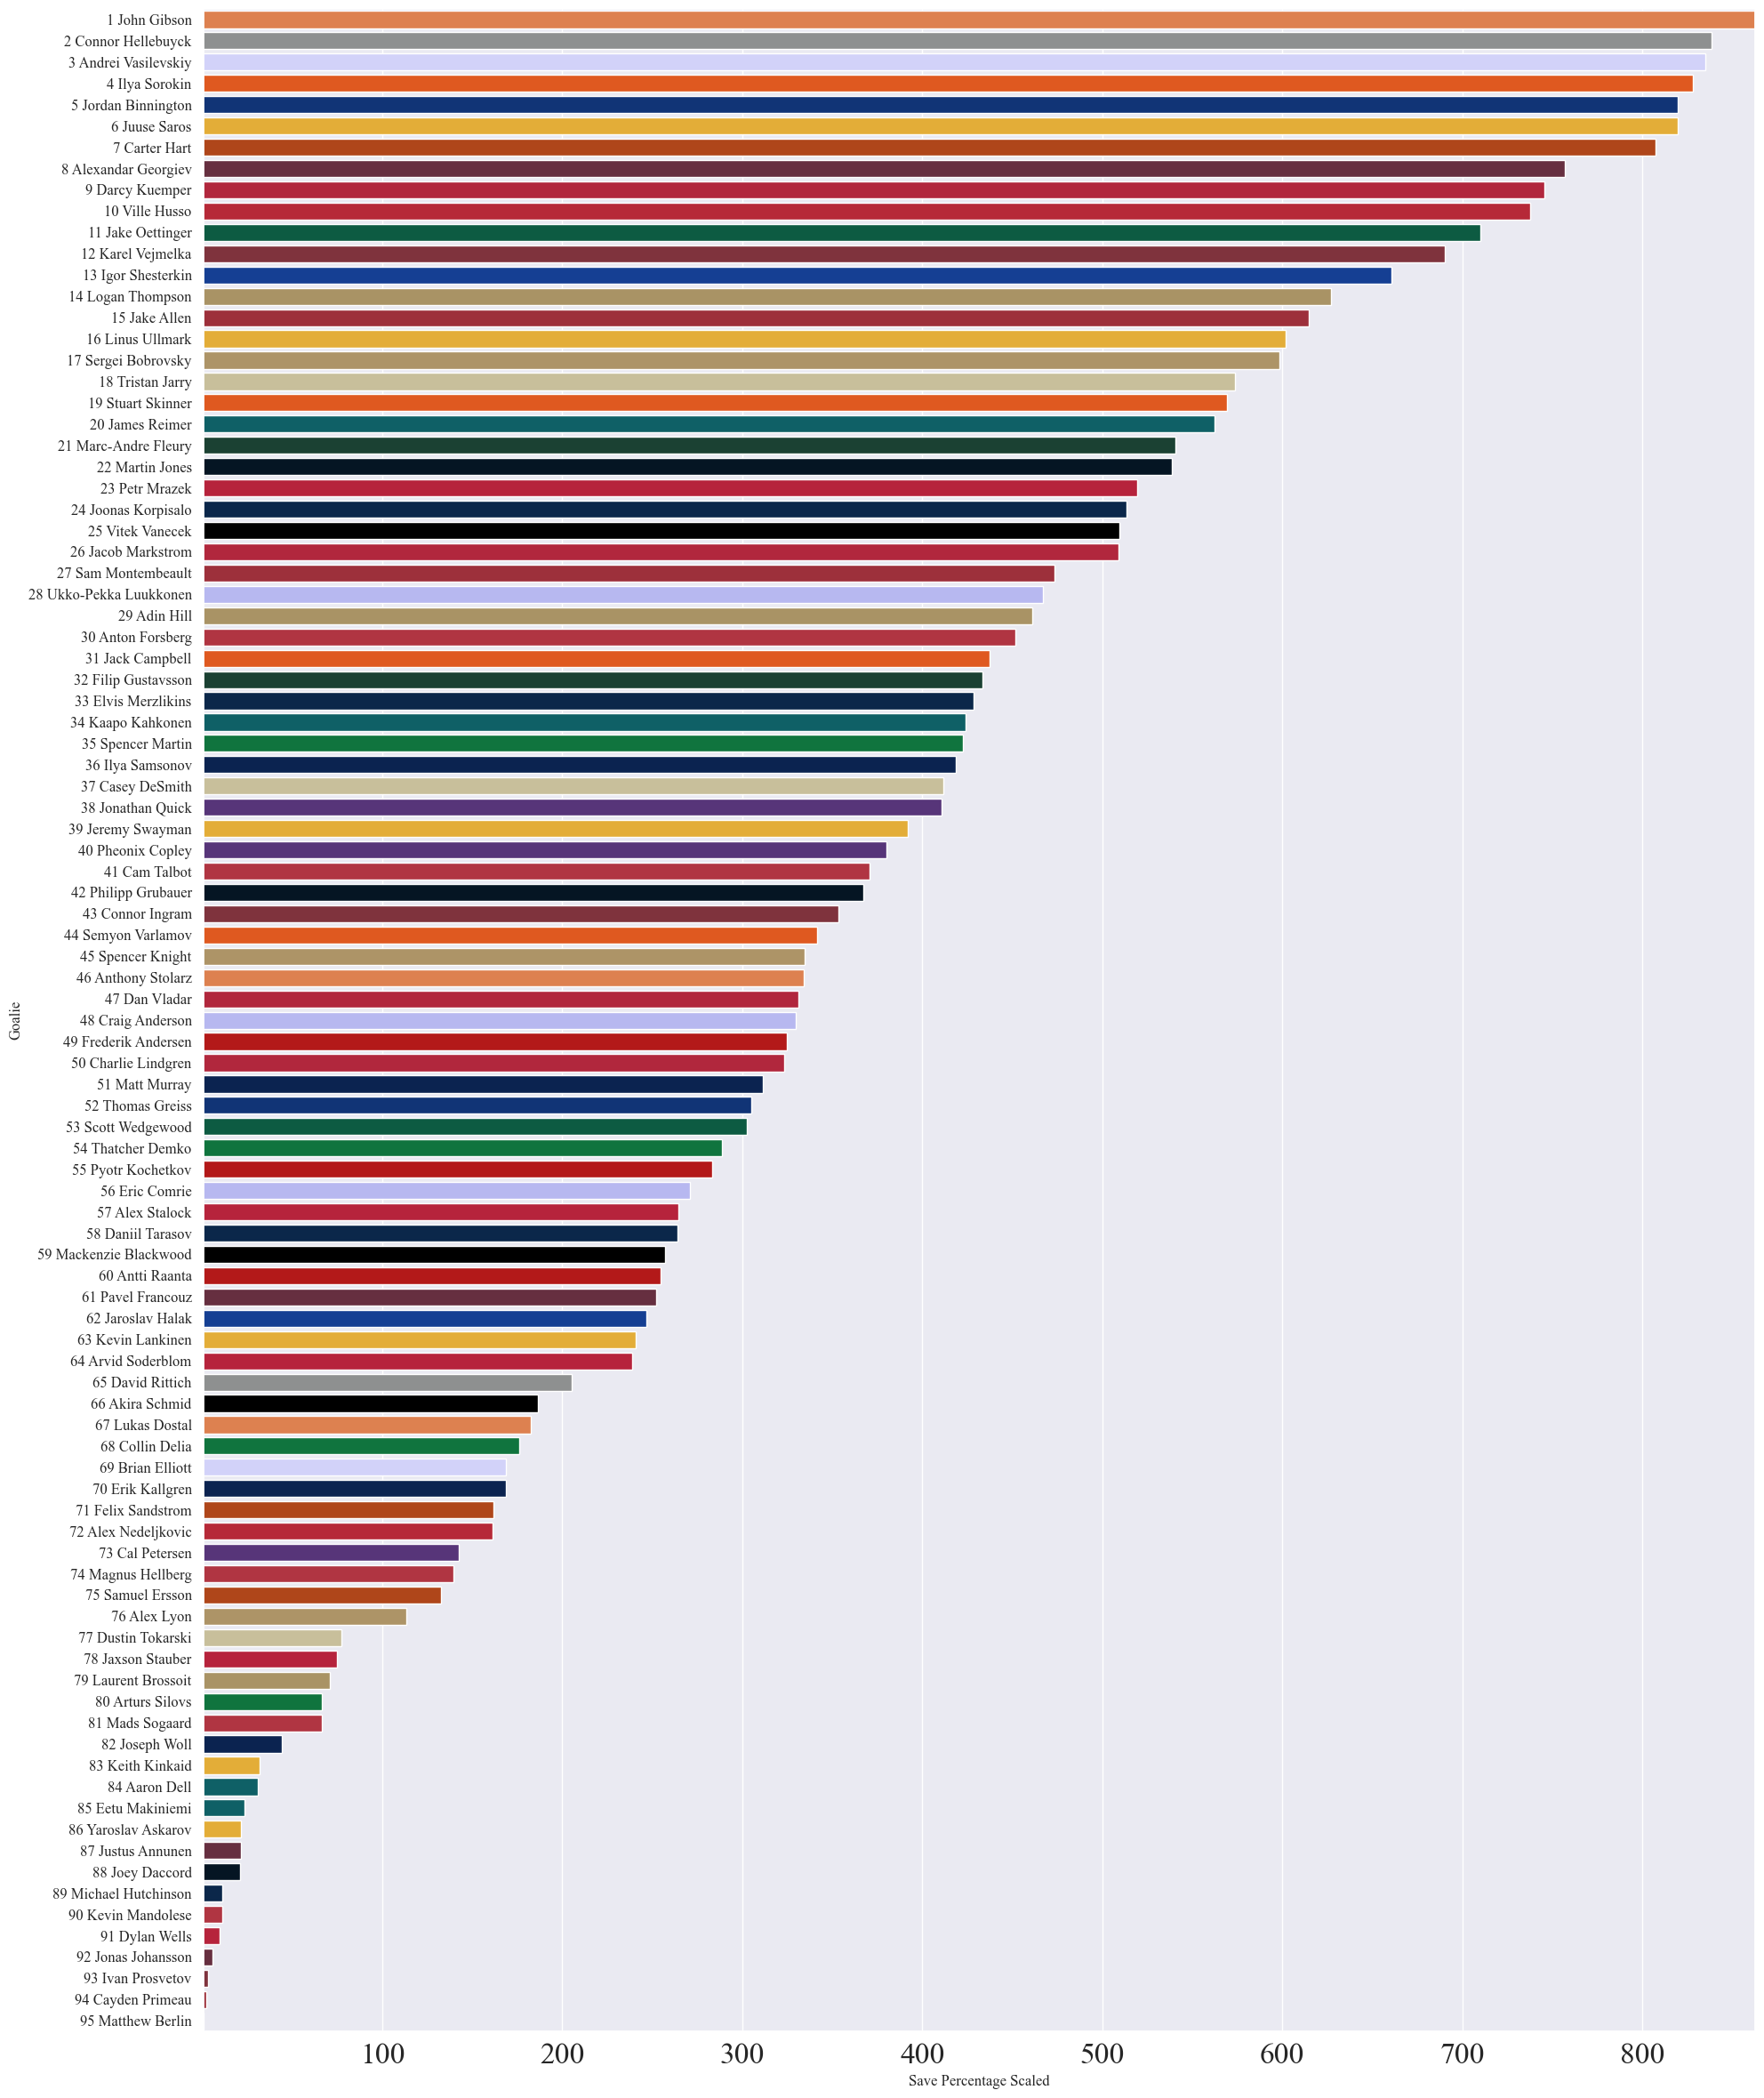 1 John Gibson
2 Connor Hellebuyck
3 Andrei Vasilevskiy
4 Ilya Sorokin
5 Jordan Binnington
6 Juuse Saros
7 Carter Hart
8 Alexandar Georgiev
9 Darcy Kuemper
10 Ville Husso
11 Jake Oettinger
12 Karel Vejmelka
13 Igor Shesterkin
14 Logan Thompson
15 Jake Allen
16 Linus Ullmark
17 Sergei Bobrovsky
18 Tristan Jarry
19 Stuart Skinner
20 James Reimer
21 Marc-Andre Fleury
22 Martin Jones
23 Petr Mrazek
24 Joonas Korpisalo
25 Vitek Vanecek
26 Jacob Markstrom
27 Sam Montembeault
28 Ukko-Pekka Luukkonen
29 Adin Hill
30 Anton Forsberg
31 Jack Campbell
32 Filip Gustavsson
33 Elvis Merzlikins
34 Kaapo Kahkonen
35 Spencer Martin
36 Ilya Samsonov
37 Casey DeSmith
38 Jonathan Quick
39 Jeremy Swayman
40 Pheonix Copley
41 Cam Talbot
42 Philipp Grubauer
43 Connor Ingram
44 Semyon Varlamov
45 Spencer Knight
46 Anthony Stolarz
47 Dan Vladar
48 Craig Anderson
49 Frederik Andersen
50 Charlie Lindgren
51 Matt Murray
52 Thomas Greiss
53 Scott Wedgewood
54 Thatcher Demko
55 Pyotr Kochetkov
56 Eric Comrie
57 Alex Stalock
58 Daniil Tarasov
59 Mackenzie Blackwood
60 Antti Raanta
61 Pavel Francouz
62 Jaroslav Halak
63 Kevin Lankinen
64 Arvid Soderblom
65 David Rittich
66 Akira Schmid
67 Lukas Dostal
68 Collin Delia
69 Brian Elliott
70 Erik Kallgren
71 Felix Sandstrom
72 Alex Nedeljkovic
73 Cal Petersen
74 Magnus Hellberg
75 Samuel Ersson
76 Alex Lyon
77 Dustin Tokarski
78 Jaxson Stauber
79 Laurent Brossoit
80 Arturs Silovs
81 Mads Sogaard
82 Joseph Woll
83 Keith Kinkaid
84 Aaron Dell
85 Eetu Makiniemi
86 Yaroslav Askarov
87 Justus Annunen
88 Joey Daccord
89 Michael Hutchinson
90 Kevin Mandolese
91 Dylan Wells
92 Jonas Johansson
93 Ivan Prosvetov
94 Cayden Primeau
95 Matthew Berlin
Goalie
100 200 300 400 500 600 700 800
Save Percentage Scaled